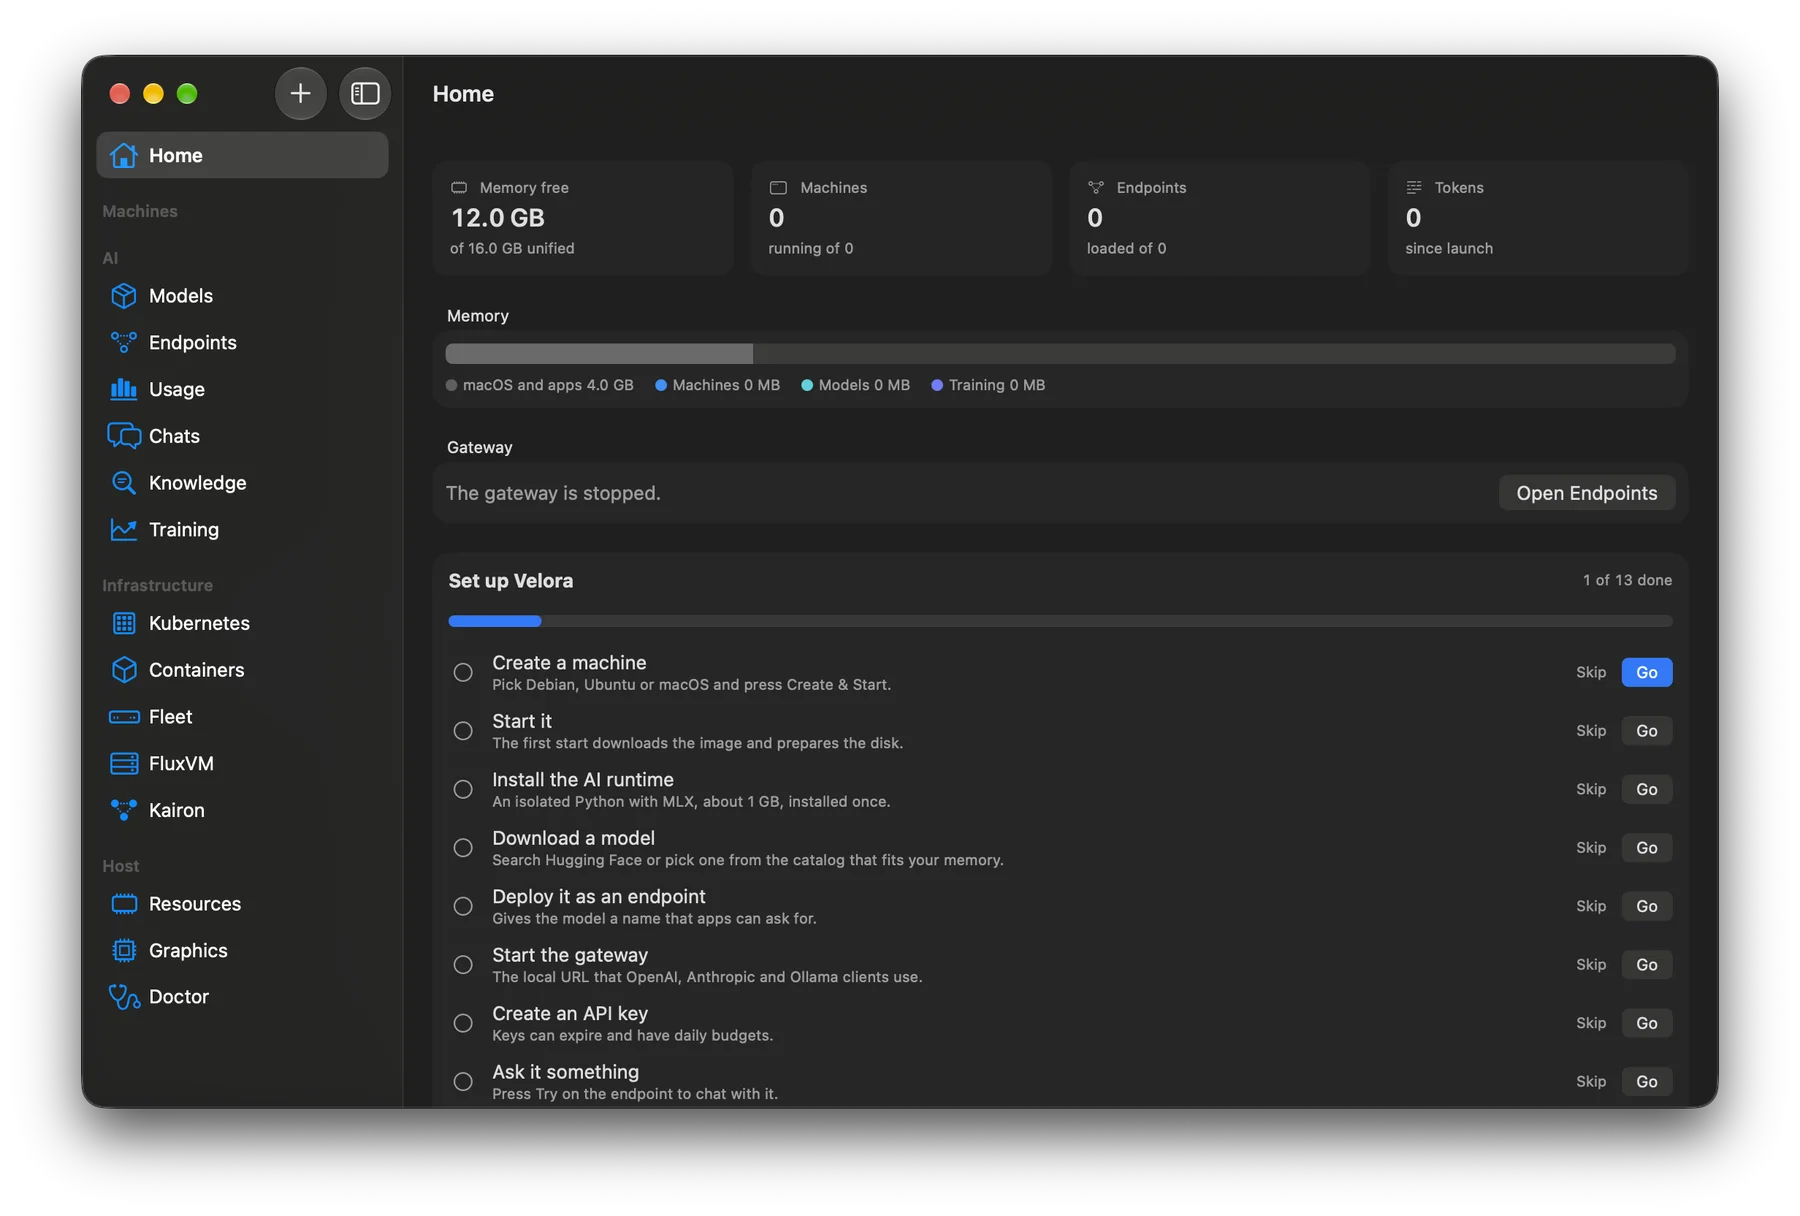 Home
Machines
AI
Models
Endpoints
Usage
Chats
Knowledge
Training
Infrastructure
Kubernetes
Containers
Fleet
FluxVM
Kairon
Host
Resources
Graphics
Doctor
Home
Memory free
12.0 GB
of 16.0 GB unified
Machines
0
running of 0
Endpoints
0
loaded of 0
Tokens
0
since launch
Memory
macOS and apps 4.0 GB Machines 0 MB Models 0 MB Training 0 MB
Gateway
The gateway is stopped. Open Endpoints
Set up Velora 1 of 13 done
Create a machine
Pick Debian, Ubuntu or macOS and press Create & Start.
Skip Go
Start it
The first start downloads the image and prepares the disk.
Skip Go
Install the AI runtime
An isolated Python with MLX, about 1 GB, installed once.
Skip Go
Download a model
Search Hugging Face or pick one from the catalog that fits your memory.
Skip Go
Deploy it as an endpoint
Gives the model a name that apps can ask for.
Skip Go
Start the gateway
The local URL that OpenAI, Anthropic and Ollama clients use.
Skip Go
Create an API key
Keys can expire and have daily budgets.
Skip Go
Ask it something
Press Try on the endpoint to chat with it.
Skip Go